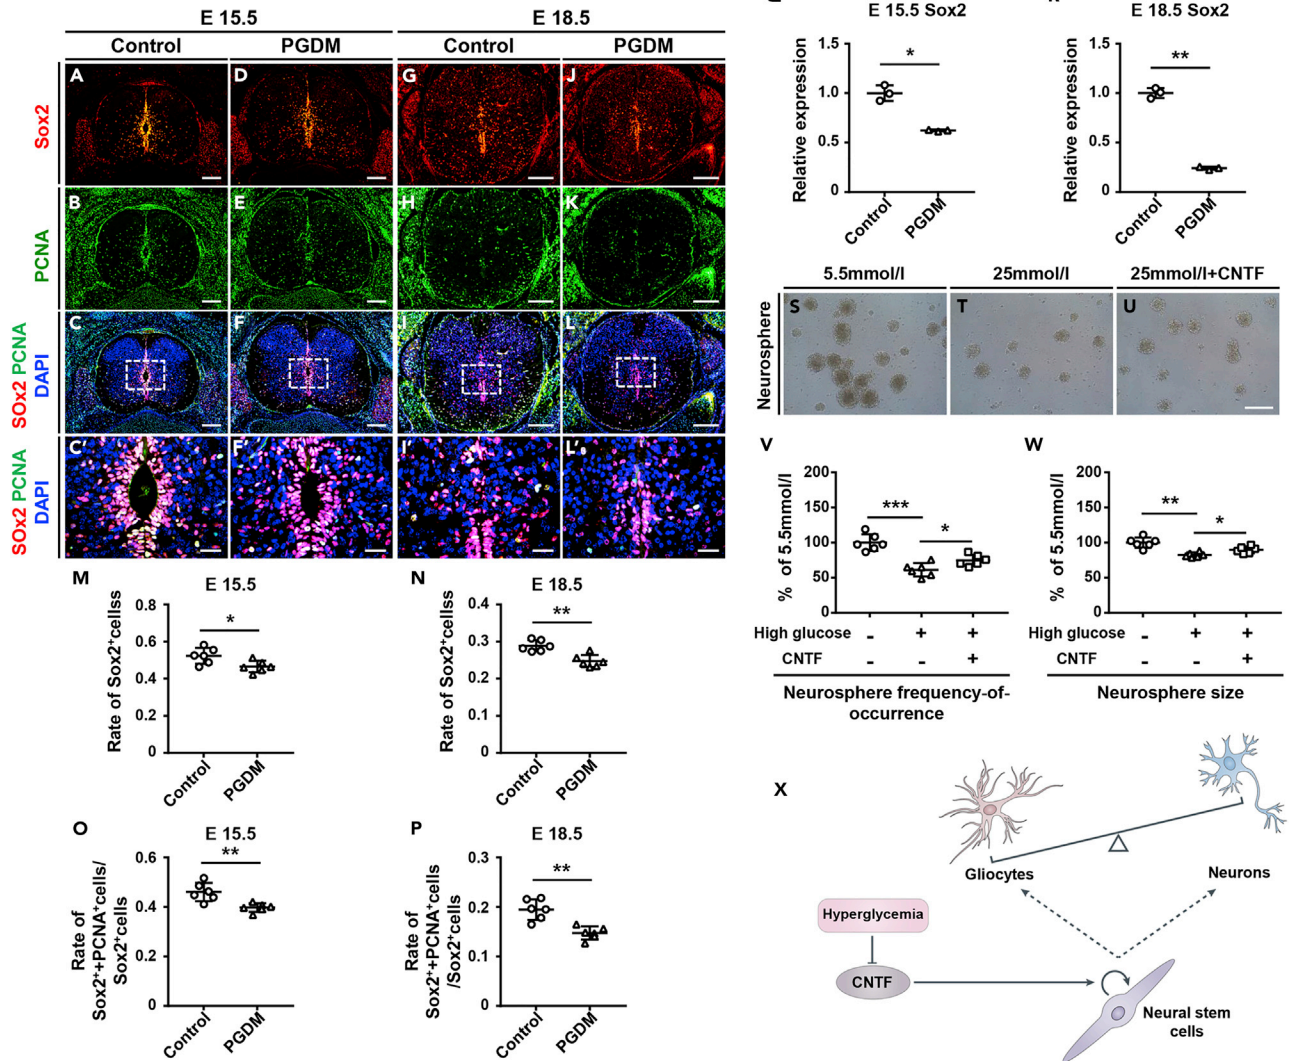 E 15.5
E 18.5
Control
PGDM
Control
PGDM
Sox2
A
D
G
J
PCNA
B
E
H
K
SOx2 PCNA
DAPI
C
F
I
L
SOx2 PCNA
DAPI
C′
F′
I′
L′
E 15.5 Sox2
Relative expression
1.5
1.0
0.5
0
*
Control
PGDM
E 18.5 Sox2
Relative expression
1.5
1.0
0.5
0
**
Control
PGDM
5.5mmol/l
25mmol/l
25mmol/l+CNTF
Neurosphere
S
T
U
M
E 15.5
Rate of Sox2⁺cellss
0.8
0.6
0.4
0.2
0
*
Control
PGDM
N
E 18.5
Rate of Sox2⁺cells
0.4
0.3
0.2
0.1
0
**
Control
PGDM
O
E 15.5
Rate of
Sox2⁺+PCNA⁺cells/
Sox2⁺cells
0.6
0.4
0.2
0
**
Control
PGDM
P
E 18.5
Rate of
Sox2⁺+PCNA⁺cells
/Sox2⁺cells
0.3
0.2
0.1
0
**
Control
PGDM
V
% of 5.5mmol/l
200
150
100
50
0
***
*
High glucose - + +
CNTF - - +
Neurosphere frequency-of-
occurrence
W
% of 5.5mmol/l
200
150
100
50
0
**
*
High glucose - + +
CNTF - - +
Neurosphere size
X
Gliocytes
Neurons
Hyperglycemia
CNTF
Neural stem
cells